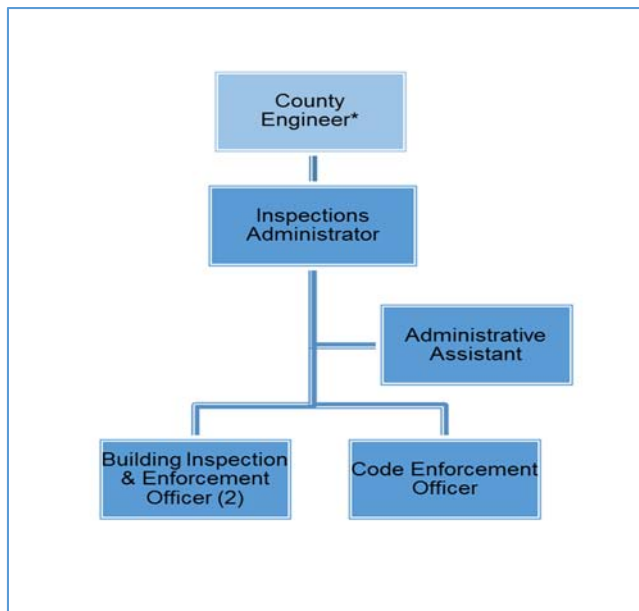 County
Engineer*
Inspections
Administrator
Administrative
Assistant
Building Inspection
& Enforcement
Officer (2)
Code Enforcement
Officer